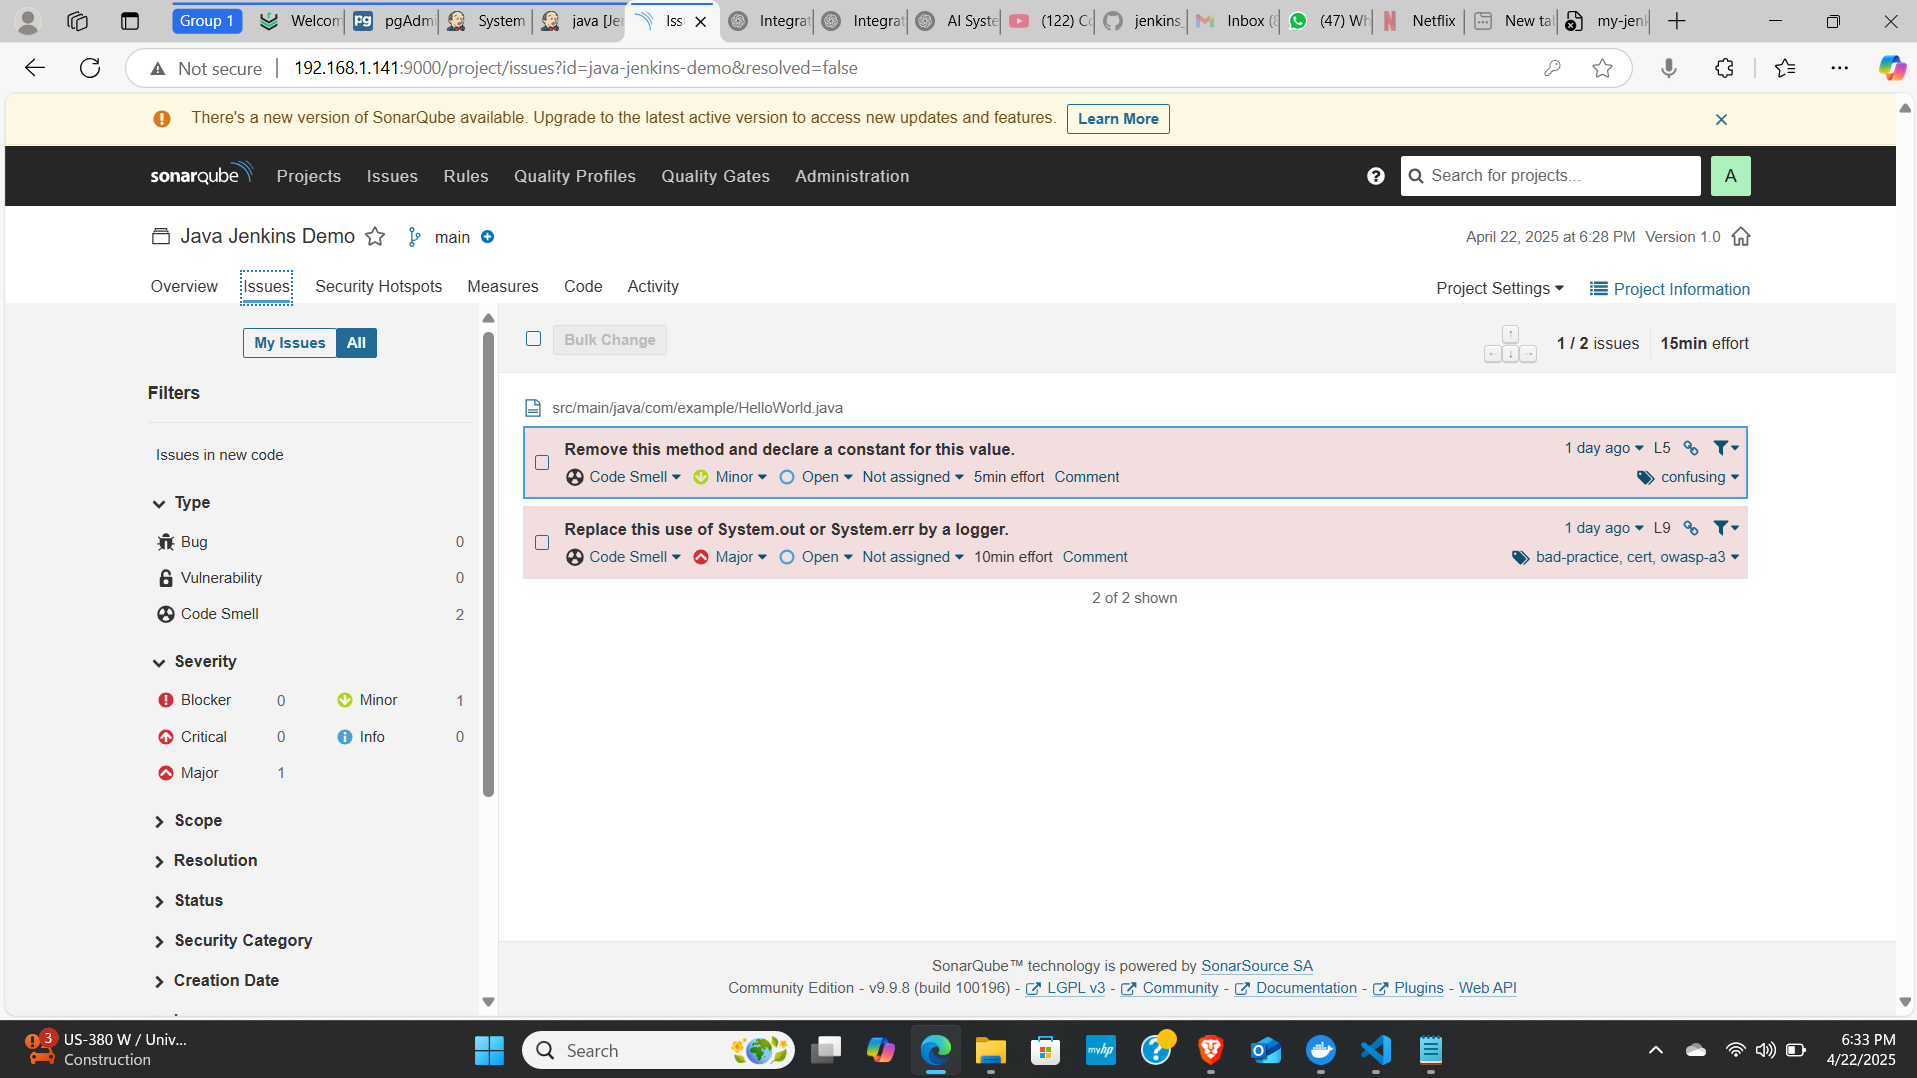 Group 1
Welcom
pgAdmi
System
java [Je
Iss
Integrat
Integrat
AI Syste
(122) Co
jenkins_
Inbox (8
(47) Wh
Netflix
New tab
my-jenk
Not secure
192.168.1.141:9000/project/issues?id=java-jenkins-demo&resolved=false
There's a new version of SonarQube available. Upgrade to the latest active version to access new updates and features.
Learn More
sonarqube
Projects
Issues
Rules
Quality Profiles
Quality Gates
Administration
Search for projects...
A
Java Jenkins Demo
main
April 22, 2025 at 6:28 PM Version 1.0
Overview
Issues
Security Hotspots
Measures
Code
Activity
Project Settings
Project Information
My Issues
All
Bulk Change
1 / 2 issues
15min effort
Filters
Issues in new code
Type
Bug 0
Vulnerability 0
Code Smell 2
Severity
Blocker 0
Minor 1
Critical 0
Info 0
Major 1
Scope
Resolution
Status
Security Category
Creation Date
src/main/java/com/example/HelloWorld.java
Remove this method and declare a constant for this value.
1 day ago L5
Code Smell Minor Open Not assigned 5min effort Comment
confusing
Replace this use of System.out or System.err by a logger.
1 day ago L9
Code Smell Major Open Not assigned 10min effort Comment
bad-practice, cert, owasp-a3
2 of 2 shown
SonarQube™ technology is powered by SonarSource SA
Community Edition - v9.9.8 (build 100196) - LGPL v3 - Community - Documentation - Plugins - Web API
3
US-380 W / Univ...
Construction
Search
myhp
6:33 PM
4/22/2025